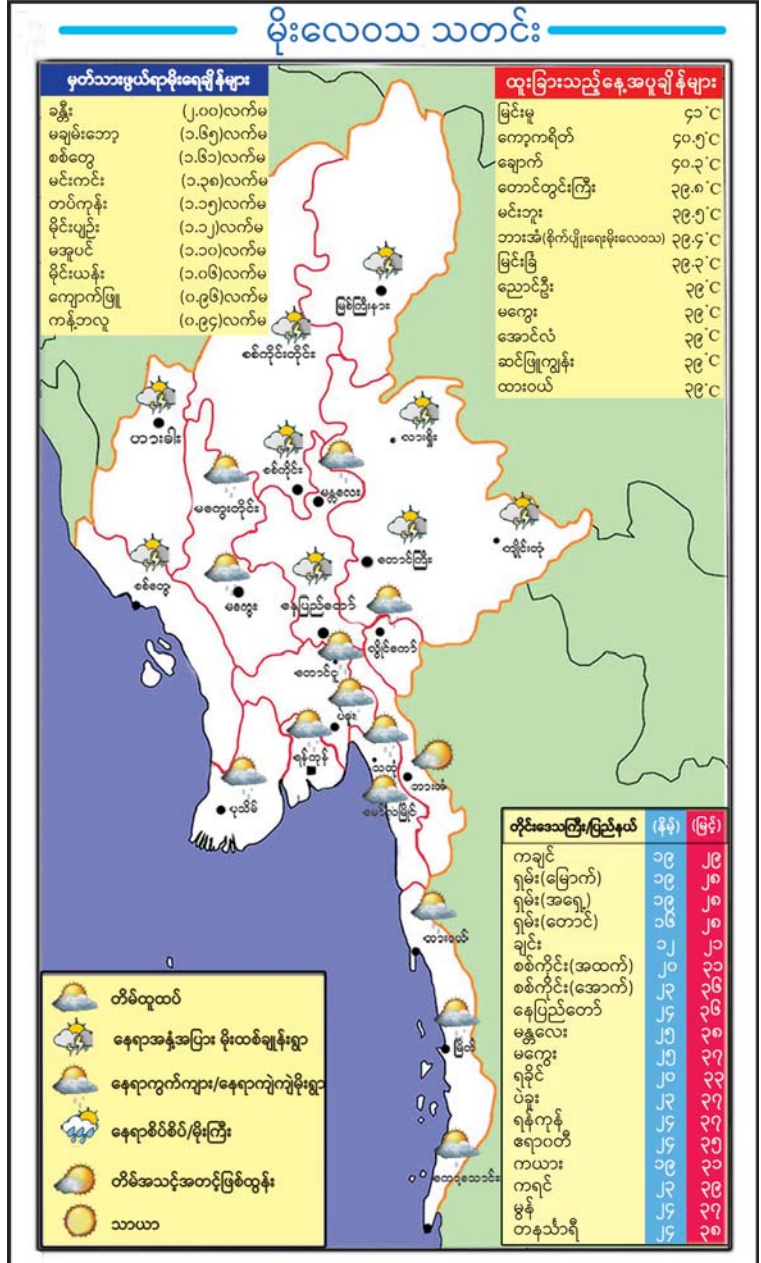 မိုးလေဝသ သတင်း
မှတ်သားဖွယ်ရာမိုးရေချိန်များ
ခန္တီး (၂.၀၀)လက်မ
မချမ်းဘော့ (၁.၆၅)လက်မ
စစ်တွေ (၁.၆၁)လက်မ
မင်းကင်း (၁.၃၈)လက်မ
တပ်ကုန်း (၁.၁၅)လက်မ
မိုင်းပျဉ်း (၁.၁၂)လက်မ
မအူပင် (၁.၁၀)လက်မ
မိုင်းယန်း (၁.၀၆)လက်မ
ကျောက်ဖြူ (၀.၉၆)လက်မ
ကန့်ဘလူ (၀.၉၄)လက်မ
ထူးခြားသည့်နေ့အပူချိန်များ
မြင်းမူ ၄၁°C
ကော့ကရိတ် ၄၀.၅°C
ချောက် ၄၀.၃°C
တောင်တွင်းကြီး ၃၉.၈°C
မင်းဘူး ၃၉.၅°C
ဘားအံ(စိုက်ပျိုးရေးမိုးလေဝသ) ၃၉.၄°C
မြင်းခြံ ၃၉.၃°C
ညောင်ဦး ၃၉°C
မကွေး ၃၉°C
အောင်လံ ၃၉°C
ဆင်ဖြူကျွန်း ၃၉°C
ထားဝယ် ၃၉°C
မြစ်ကြီးနား
စစ်ကိုင်းတိုင်း
ဟားခါး
လားရှိုး
စစ်ကိုင်း
မန္တလေး
မကွေးတိုင်း
ကျိုင်းတုံ
တောင်ကြီး
စစ်တွေ
မကွေး
နေပြည်တော်
လွိုင်ကော်
တောင်ငူ
ပဲခူး
ရန်ကုန်
သထုံ
ဘားအံ
ပုသိမ်
မော်လမြိုင်
ထားဝယ်
မြိတ်
ကော့သောင်း
တိမ်ထူထပ်
နေရာအနှံ့အပြား မိုးထစ်ချုန်းရွာ
နေရာကွက်ကျား/နေရာကျဲကျဲမိုးရွာ
နေရာစိပ်စိပ်/မိုးကြီး
တိမ်အသင့်အတင့်ဖြစ်ထွန်း
သာယာ
တိုင်းဒေသကြီး/ပြည်နယ် (နိမ့်) (မြင့်)
ကချင် ၁၉ ၂၉
ရှမ်း(မြောက်) ၁၉ ၂၈
ရှမ်း(အရှေ့) ၁၉ ၂၈
ရှမ်း(တောင်) ၁၆ ၂၈
ချင်း ၁၂ ၂၁
စစ်ကိုင်း(အထက်) ၂၀ ၃၁
စစ်ကိုင်း(အောက်) ၂၃ ၃၆
နေပြည်တော် ၂၄ ၃၆
မန္တလေး ၂၅ ၃၈
မကွေး ၂၅ ၃၇
ရခိုင် ၂၀ ၃၃
ပဲခူး ၂၃ ၃၇
ရန်ကုန် ၂၄ ၃၇
ဧရာဝတီ ၂၄ ၃၅
ကယား ၁၉ ၃၁
ကရင် ၂၃ ၃၉
မွန် ၂၄ ၃၇
တနင်္သာရီ ၂၄ ၃၈